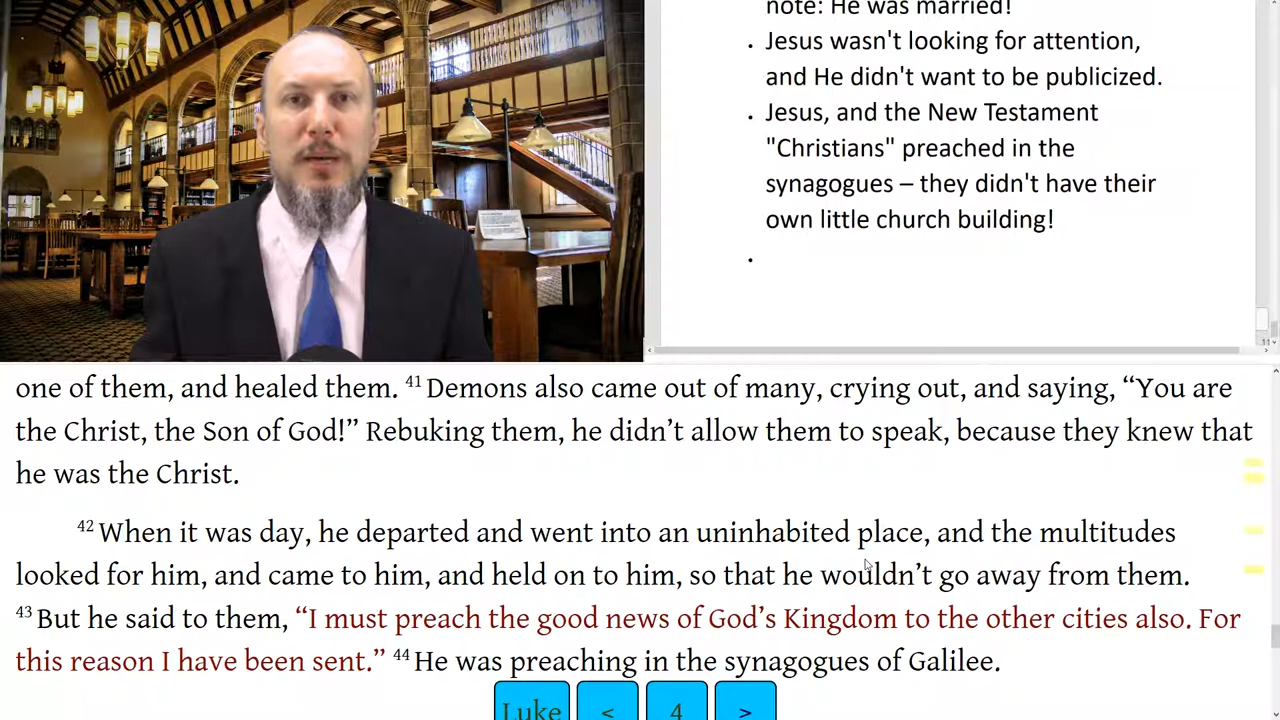 note: He was married!
• Jesus wasn't looking for attention,
and He didn't want to be publicized.
• Jesus, and the New Testament
"Christians" preached in the
synagogues – they didn't have their
own little church building!
•
one of them, and healed them. 41 Demons also came out of many, crying out, and saying, “You are
the Christ, the Son of God!” Rebuking them, he didn’t allow them to speak, because they knew that
he was the Christ.
42 When it was day, he departed and went into an uninhabited place, and the multitudes
looked for him, and came to him, and held on to him, so that he wouldn’t go away from them.
43 But he said to them, “I must preach the good news of God’s Kingdom to the other cities also. For
this reason I have been sent.” 44 He was preaching in the synagogues of Galilee.
Luke < 4 >